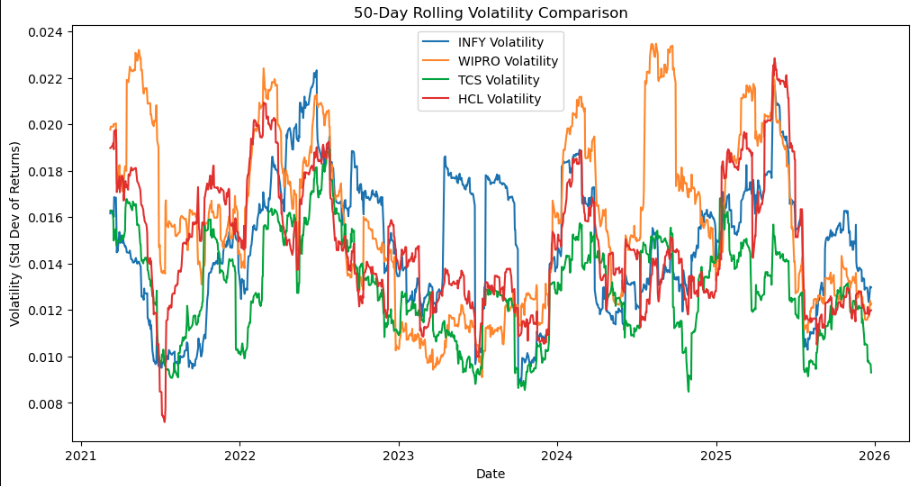 50-Day Rolling Volatility Comparison
0.024
0.022
0.020
0.018
0.016
0.014
0.012
0.010
0.008
Volatility (Std Dev of Returns)
INFY Volatility
WIPRO Volatility
TCS Volatility
HCL Volatility
2021 2022 2023 2024 2025 2026
Date